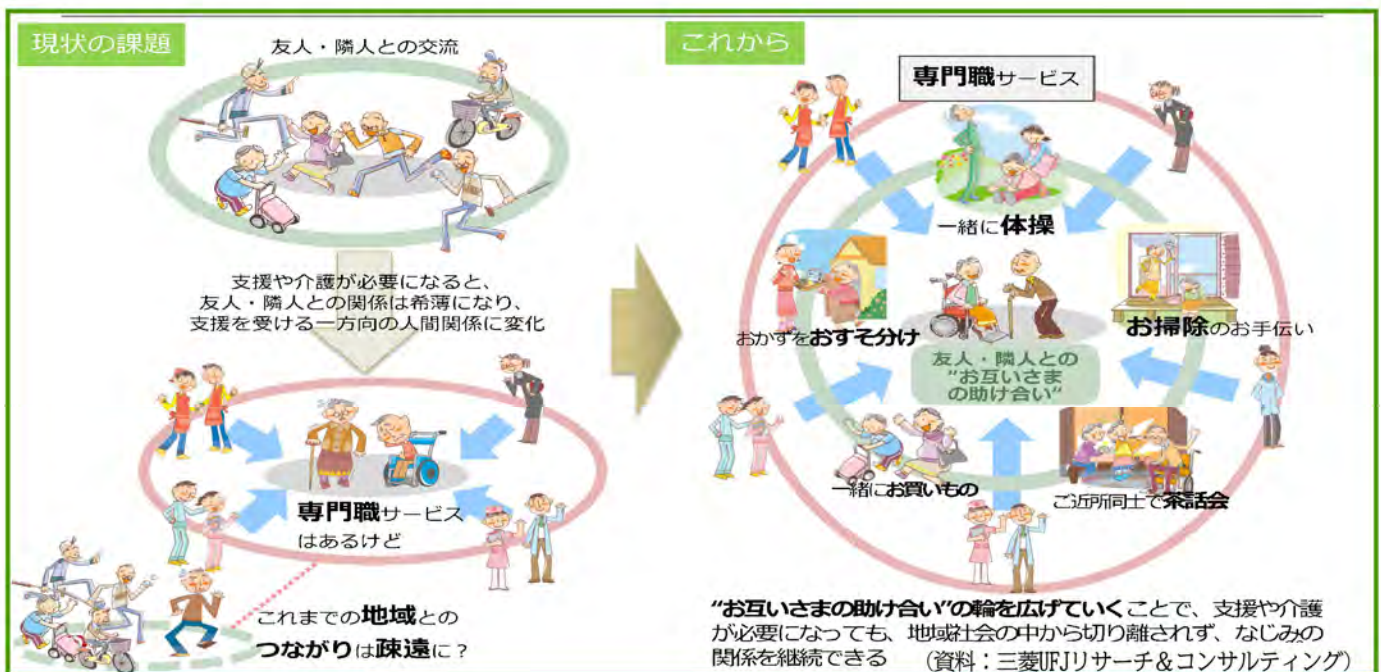 現状の課題
友人・隣人との交流
支援や介護が必要になると、
友人・隣人との関係は希薄になり、
支援を受ける一方向の人間関係に変化
専門職サービス
はあるけど
これまでの地域との
つながりは疎遠に？
これから
専門職サービス
一緒に体操
おかずをおすそ分け
お掃除のお手伝い
友人・隣人との
“お互いさま
の助け合い”
一緒にお買いもの
ご近所同士で茶話会
“お互いさまの助け合い”の輪を広げていくことで、支援や介護
が必要になっても、地域社会の中から切り離されず、なじみの
関係を継続できる （資料：三菱UFJリサーチ＆コンサルティング）